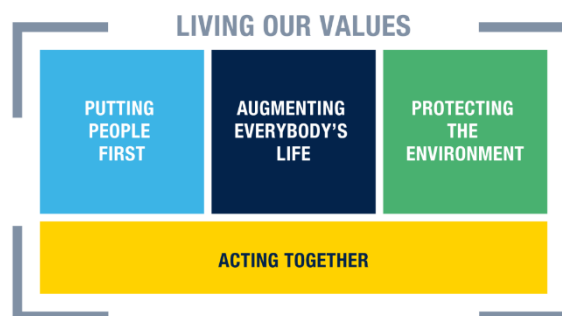 LIVING OUR VALUES
PUTTING
PEOPLE
FIRST
AUGMENTING
EVERYBODY'S
LIFE
PROTECTING
THE
ENVIRONMENT
ACTING TOGETHER